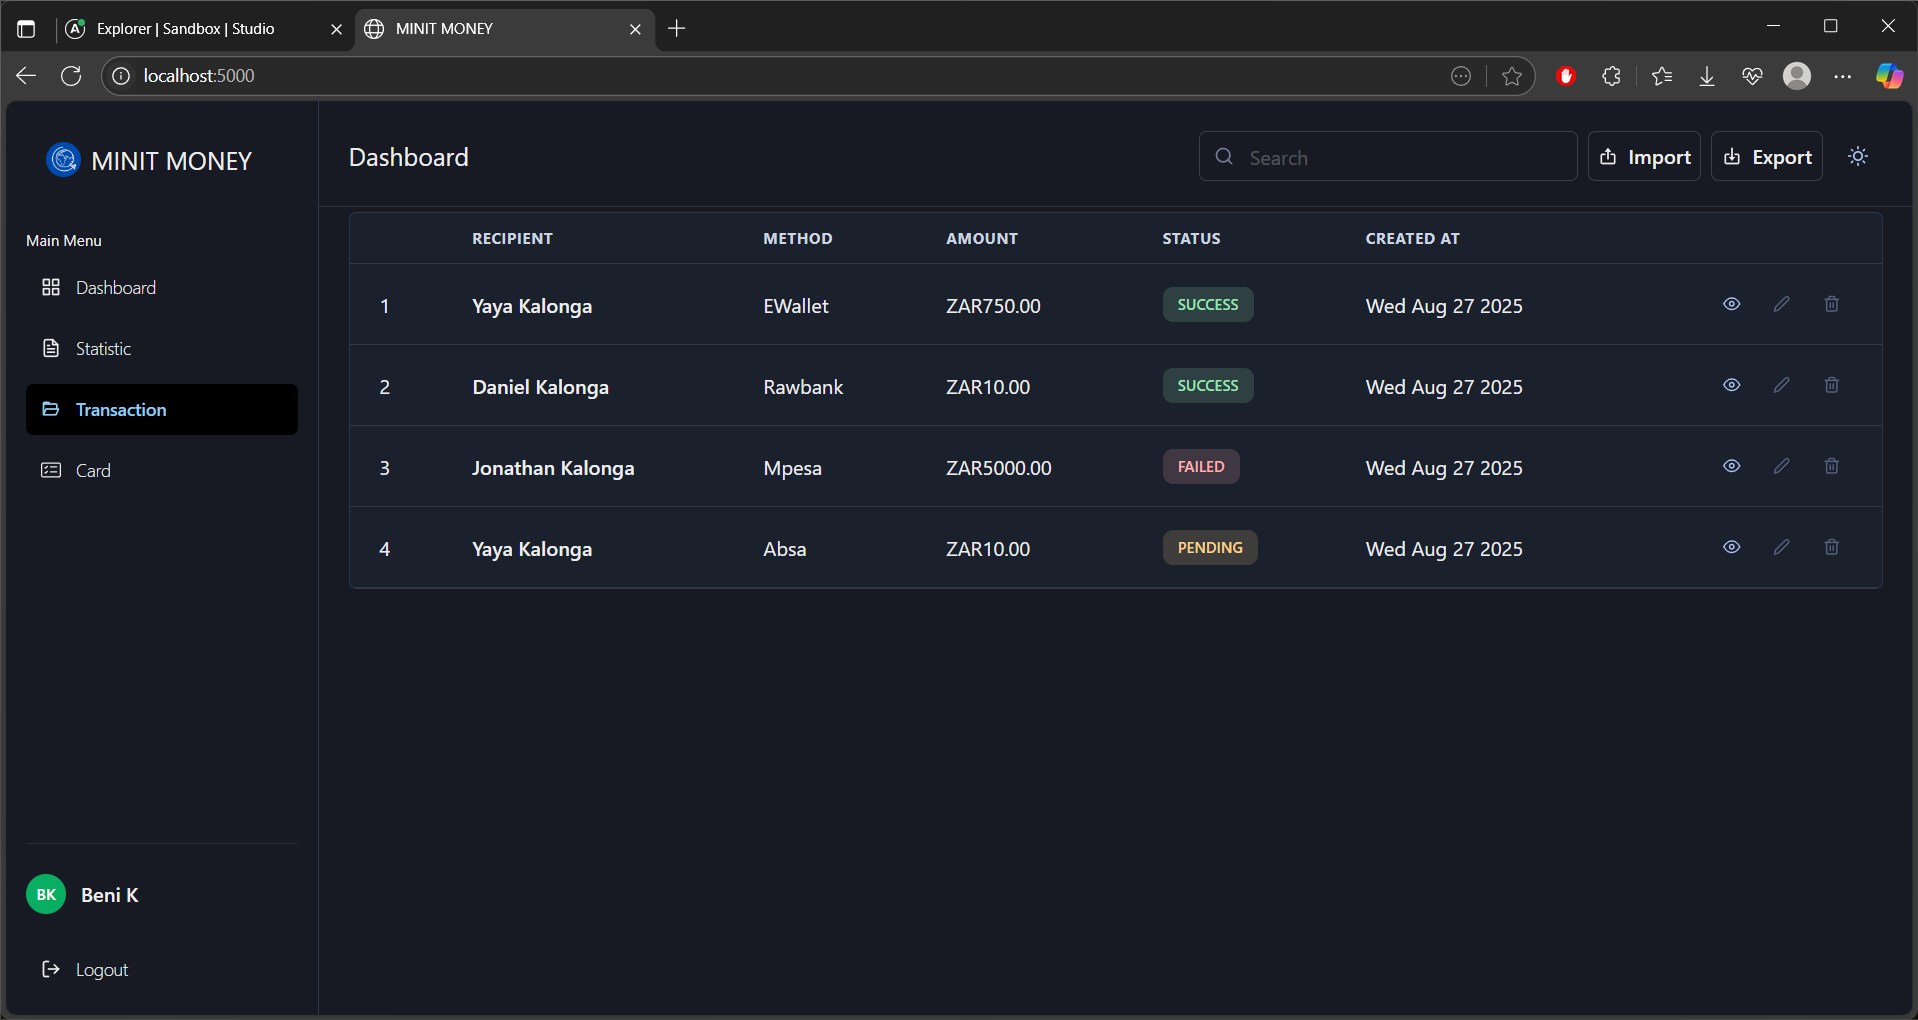 Explorer | Sandbox | Studio
MINIT MONEY
localhost:5000
MINIT MONEY
Main Menu
Dashboard
Statistic
Transaction
Card
BK Beni K
Logout
Dashboard
Search
Import
Export
RECIPIENT METHOD AMOUNT STATUS CREATED AT
1 Yaya Kalonga EWallet ZAR750.00 SUCCESS Wed Aug 27 2025
2 Daniel Kalonga Rawbank ZAR10.00 SUCCESS Wed Aug 27 2025
3 Jonathan Kalonga Mpesa ZAR5000.00 FAILED Wed Aug 27 2025
4 Yaya Kalonga Absa ZAR10.00 PENDING Wed Aug 27 2025